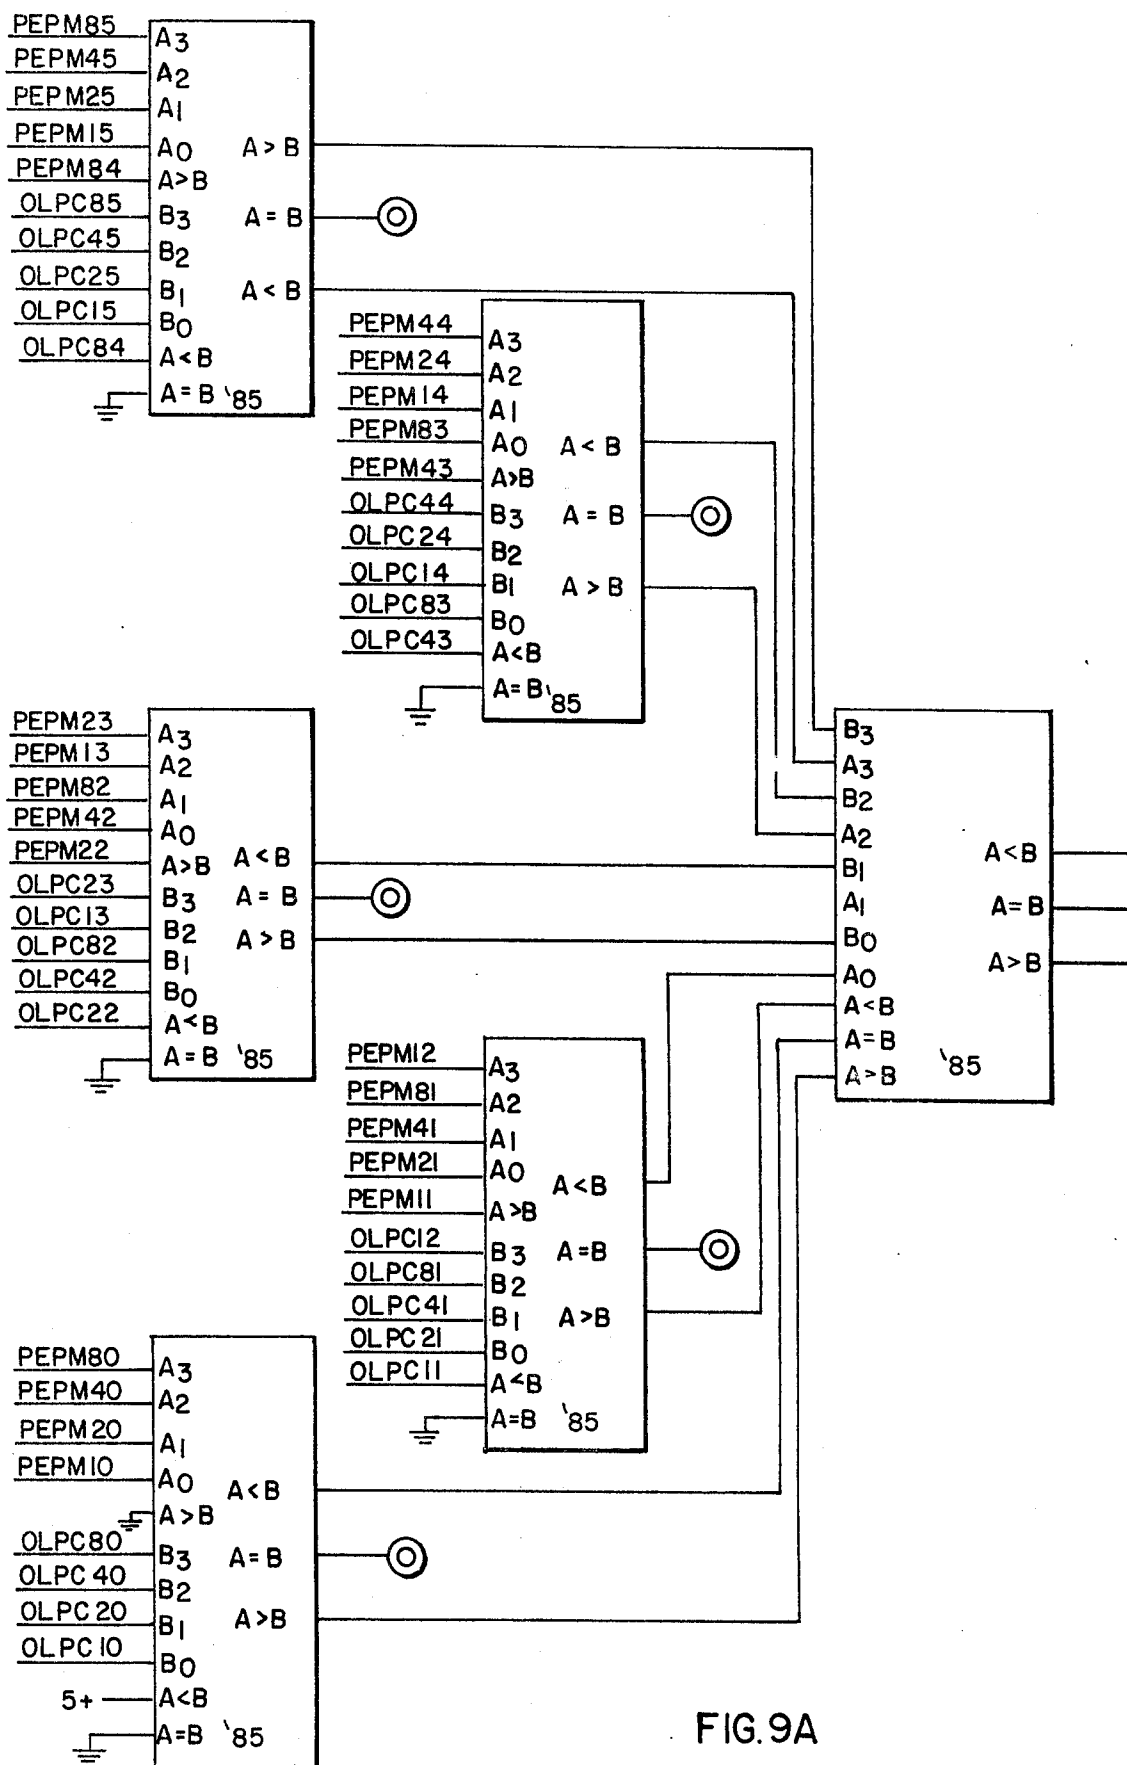 PEPM85 A3
PEPM45 A2
PEPM25 A1
PEPM15 A0 A>B
PEPM84 A>B
OLPC85 B3 A=B
OLPC45 B2
OLPC25 B1 A<B
OLPC15 B0
OLPC84 A<B
A=B '85
PEPM44 A3
PEPM24 A2
PEPM14 A1
PEPM83 A0 A<B
PEPM43 A>B
OLPC44 B3 A=B
OLPC24 B2
OLPC14 B1 A>B
OLPC83 B0
OLPC43 A<B
A=B '85
PEPM23 A3
PEPM13 A2
PEPM82 A1
PEPM42 A0
PEPM22 A>B A<B
OLPC23 B3 A=B
OLPC13 B2
OLPC82 B1 A>B
OLPC42 B0
OLPC22 A<B
A=B '85
B3
A3
B2
A2
B1 A<B
A1 A=B
B0
A0 A>B
A<B
A=B
A>B '85
PEPM12 A3
PEPM81 A2
PEPM41 A1
PEPM21 A0 A<B
PEPM11 A>B
OLPC12 B3 A=B
OLPC81 B2
OLPC41 B1 A>B
OLPC21 B0
OLPC11 A<B
A=B '85
PEPM80 A3
PEPM40 A2
PEPM20 A1
PEPM10 A0 A<B
A>B
OLPC80 B3 A=B
OLPC40 B2
OLPC20 B1 A>B
OLPC10 B0
5+ A<B
A=B '85
FIG.9A